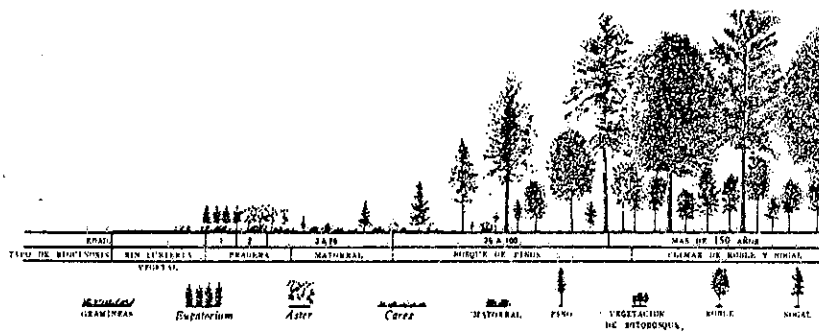 EDAD 1 2 3 A 20 25 A 100 MAS DE 150 AÑOS
TIPO DE BIOCENOSIS SIN CUBIERTA PRADERA MATORRAL BOSQUE DE PINOS CLIMAX DE ROBLE Y NOGAL
VEGETAL
GRAMINEAS Eupatorium Aster Carex MATORRAL PINO VEGETACION ROBLE NOGAL
DE SOTOBOSQUE,